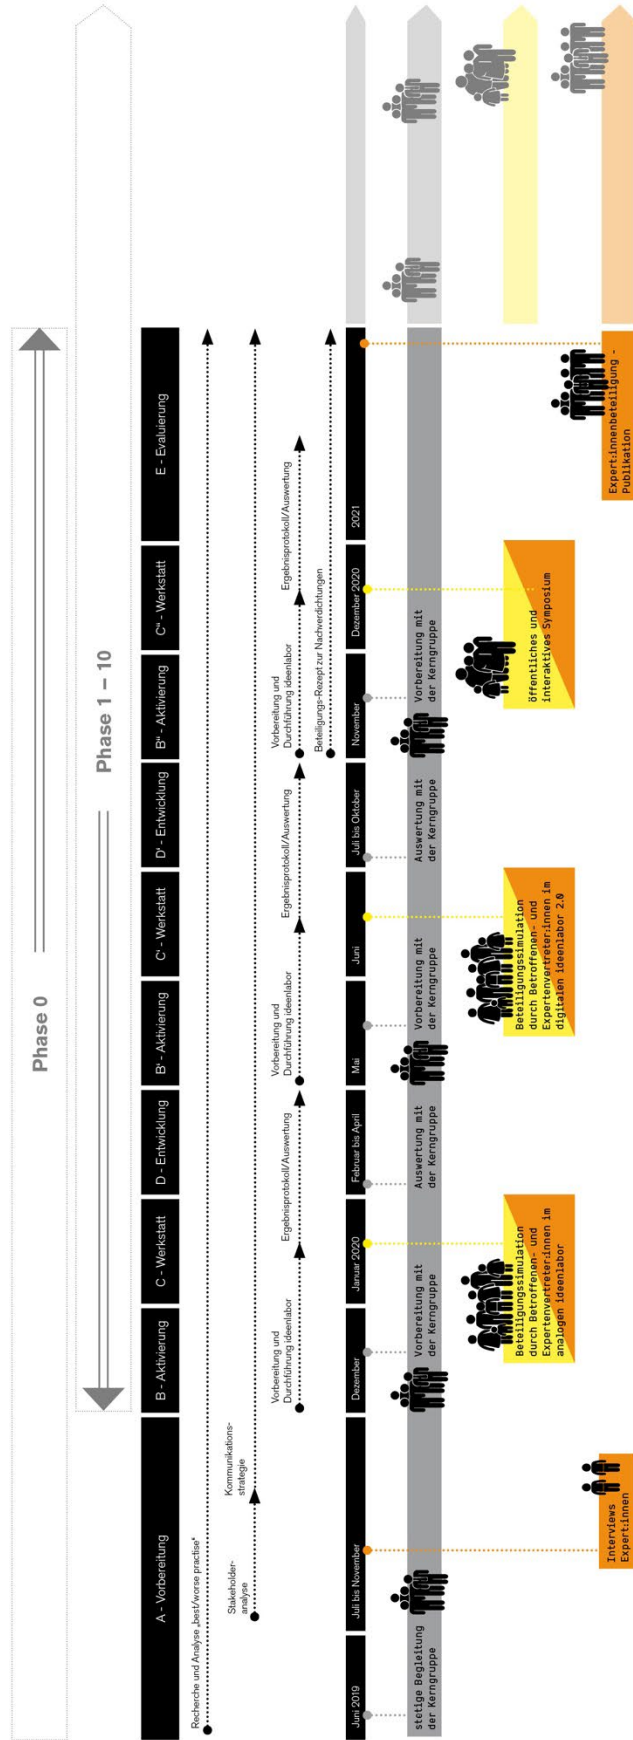 Phase 0
Phase 1 – 10
A - Vorbereitung
B - Aktivierung
C - Werkstatt
D - Entwicklung
B' - Aktivierung
C' - Werkstatt
D' - Entwicklung
B" - Aktivierung
C" - Werkstatt
E - Evaluierung
Recherche und Analyse „best/worse practise"
Stakeholder-
analyse
Kommunikations-
strategie
Vorbereitung und
Durchführung ideenlabor
Ergebnisprotokoll/Auswertung
Vorbereitung und
Durchführung ideenlabor
Ergebnisprotokoll/Auswertung
Vorbereitung und
Durchführung ideenlabor
Ergebnisprotokoll/Auswertung
Beteiligungs-Rezept zur Nachverdichtungen
Juni 2019
Juli bis November
Dezember
Januar 2020
Februar bis April
Mai
Juni
Juli bis Oktober
November
Dezember 2020
2021
stetige Begleitung
der Kerngruppe
Vorbereitung mit
der Kerngruppe
Auswertung mit
der Kerngruppe
Vorbereitung mit
der Kerngruppe
Auswertung mit
der Kerngruppe
Vorbereitung mit
der Kerngruppe
Beteiligungssimulation
durch Betroffenen- und
Expertenvertreter:innen im
analogen ideenlabor
Beteiligungssimulation
durch Betroffenen- und
Expertenvertreter:innen im
digitalen ideenlabor 2.0
öffentliches und
interaktives Symposium
Interviews
Expert:innen
Expert:innenbeteiligung -
Publikation